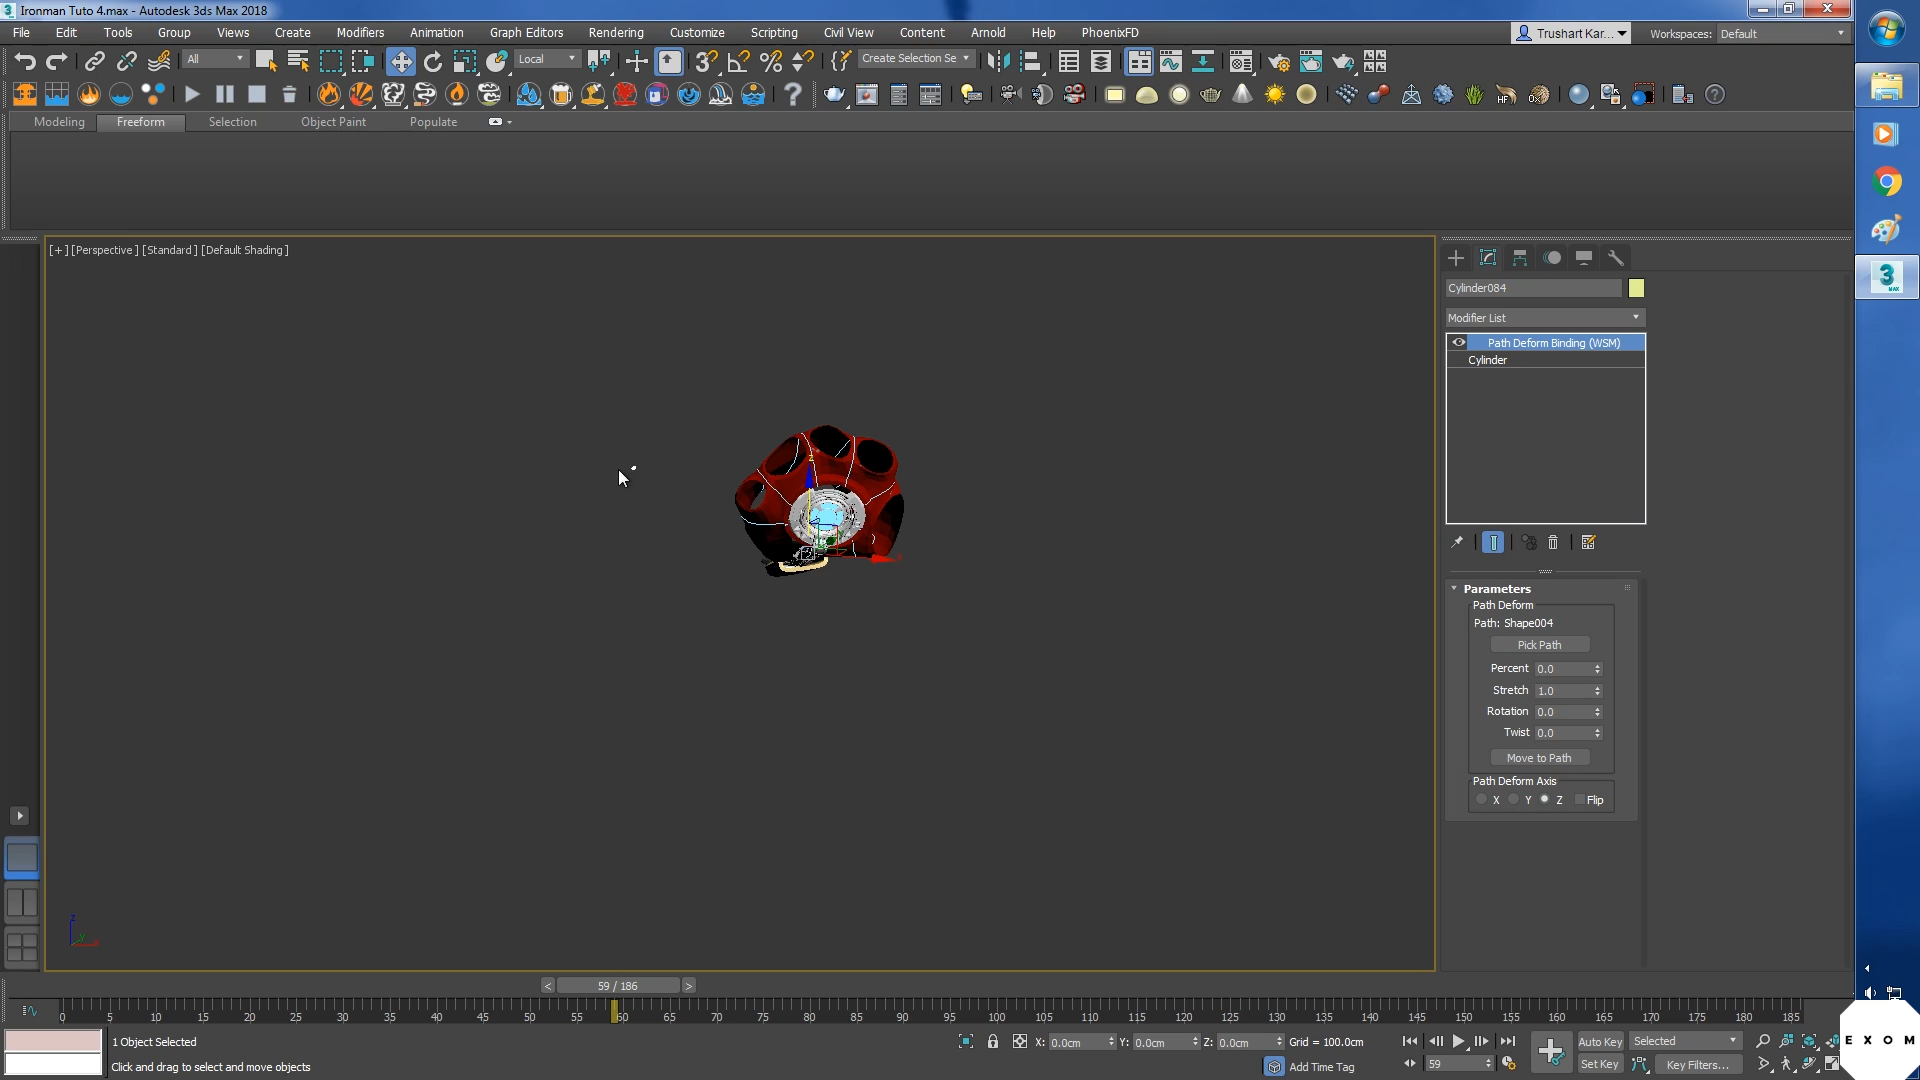 Ironman Tuto 4.max - Autodesk 3ds Max 2018
File Edit Tools Group Views Create Modifiers Animation Graph Editors Rendering Customize Scripting Civil View Content Arnold Help PhoenixFD
Trushart Kar... Workspaces: Default
All Local Create Selection Se
Modeling Freeform Selection Object Paint Populate
[+] [Perspective] [Standard] [Default Shading]
Cylinder084
Modifier List
Path Deform Binding (WSM)
Cylinder
Parameters
Path Deform
Path: Shape004
Pick Path
Percent 0.0
Stretch 1.0
Rotation 0.0
Twist 0.0
Move to Path
Path Deform Axis
X Y Z Flip
< 59 / 186 >
0 5 10 15 20 25 30 35 40 45 50 55 60 65 70 75 80 85 90 95 100 105 110 115 120 125 130 135 140 145 150 155 160 165 170 175 180 185
1 Object Selected
X: 0.0cm Y: 0.0cm Z: 0.0cm Grid = 100.0cm
Auto Key Selected
Click and drag to select and move objects
Add Time Tag
59
Set Key Key Filters...
EXOM